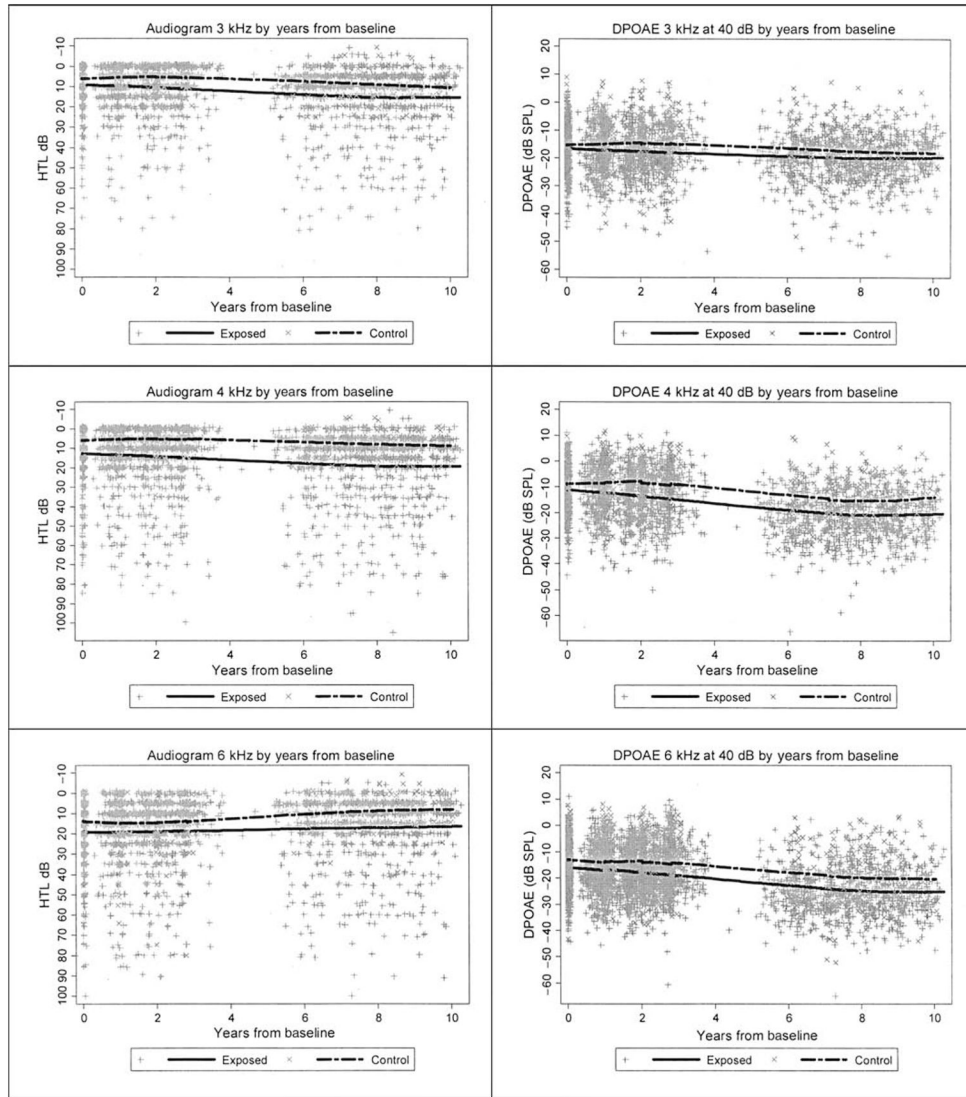 Audiogram 3 kHz by years from baseline
HTL dB
-10
0
10
20
30
40
50
60
70
80
90
100
0 2 4 6 8 10
Years from baseline
Exposed Control
DPOAE 3 kHz at 40 dB by years from baseline
DPOAE (dB SPL)
20
10
0
-10
-20
-30
-40
-50
-60
0 2 4 6 8 10
Years from baseline
Exposed Control
Audiogram 4 kHz by years from baseline
HTL dB
-10
0
10
20
30
40
50
60
70
80
90
100
0 2 4 6 8 10
Years from baseline
Exposed Control
DPOAE 4 kHz at 40 dB by years from baseline
DPOAE (dB SPL)
20
10
0
-10
-20
-30
-40
-50
-60
0 2 4 6 8 10
Years from baseline
Exposed Control
Audiogram 6 kHz by years from baseline
HTL dB
-10
0
10
20
30
40
50
60
70
80
90
100
0 2 4 6 8 10
Years from baseline
Exposed Control
DPOAE 6 kHz at 40 dB by years from baseline
DPOAE (dB SPL)
20
10
0
-10
-20
-30
-40
-50
-60
0 2 4 6 8 10
Years from baseline
Exposed Control